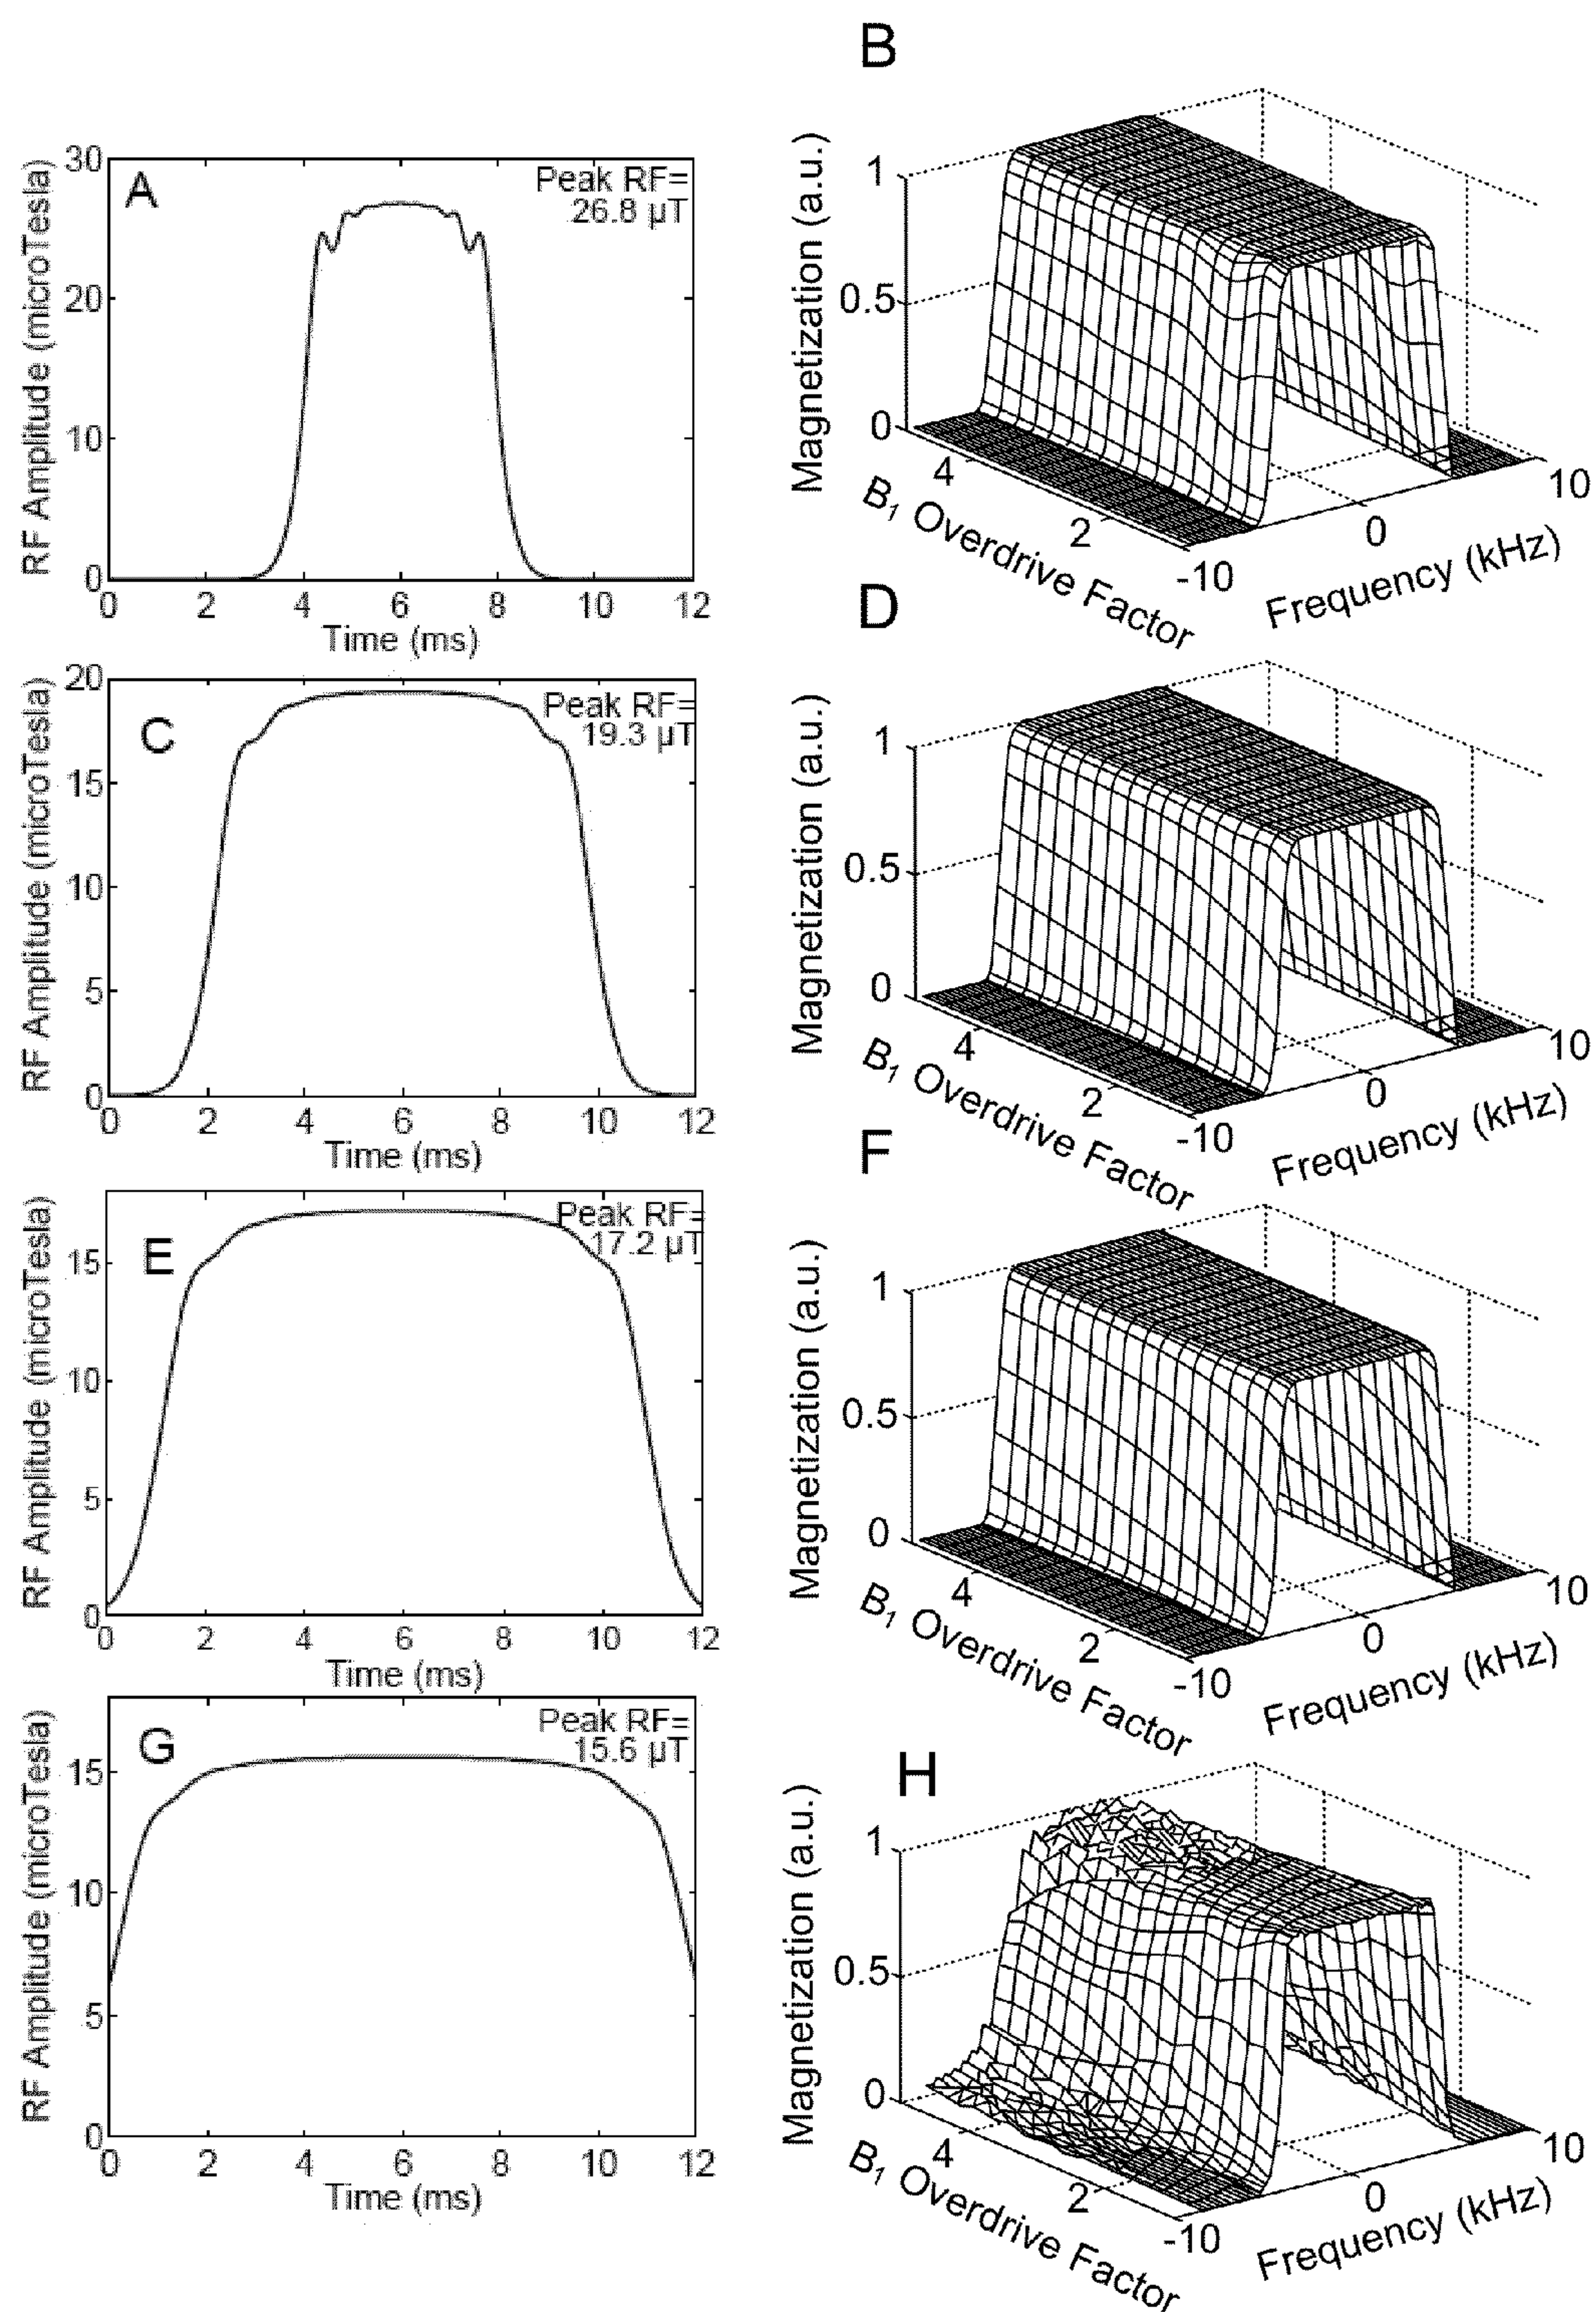 B
A
Peak RF=
26.8 µT
RF Amplitude (microTesla)
30
20
10
0
0 2 4 6 8 10 12
Time (ms)
Magnetization (a.u.)
1
0.5
0
4
2
B1 Overdrive Factor
-10
0
10
Frequency (kHz)
D
C
Peak RF=
19.3 µT
RF Amplitude (microTesla)
20
15
10
5
0
0 2 4 6 8 10 12
Time (ms)
Magnetization (a.u.)
1
0.5
0
4
2
B1 Overdrive Factor
-10
0
10
Frequency (kHz)
F
E
Peak RF=
17.2 µT
RF Amplitude (microTesla)
15
10
5
0
0 2 4 6 8 10 12
Time (ms)
Magnetization (a.u.)
1
0.5
0
4
2
B1 Overdrive Factor
-10
0
10
Frequency (kHz)
H
G
Peak RF=
15.6 µT
RF Amplitude (microTesla)
15
10
5
0
0 2 4 6 8 10 12
Time (ms)
Magnetization (a.u.)
1
0.5
0
4
2
B1 Overdrive Factor
-10
0
10
Frequency (kHz)